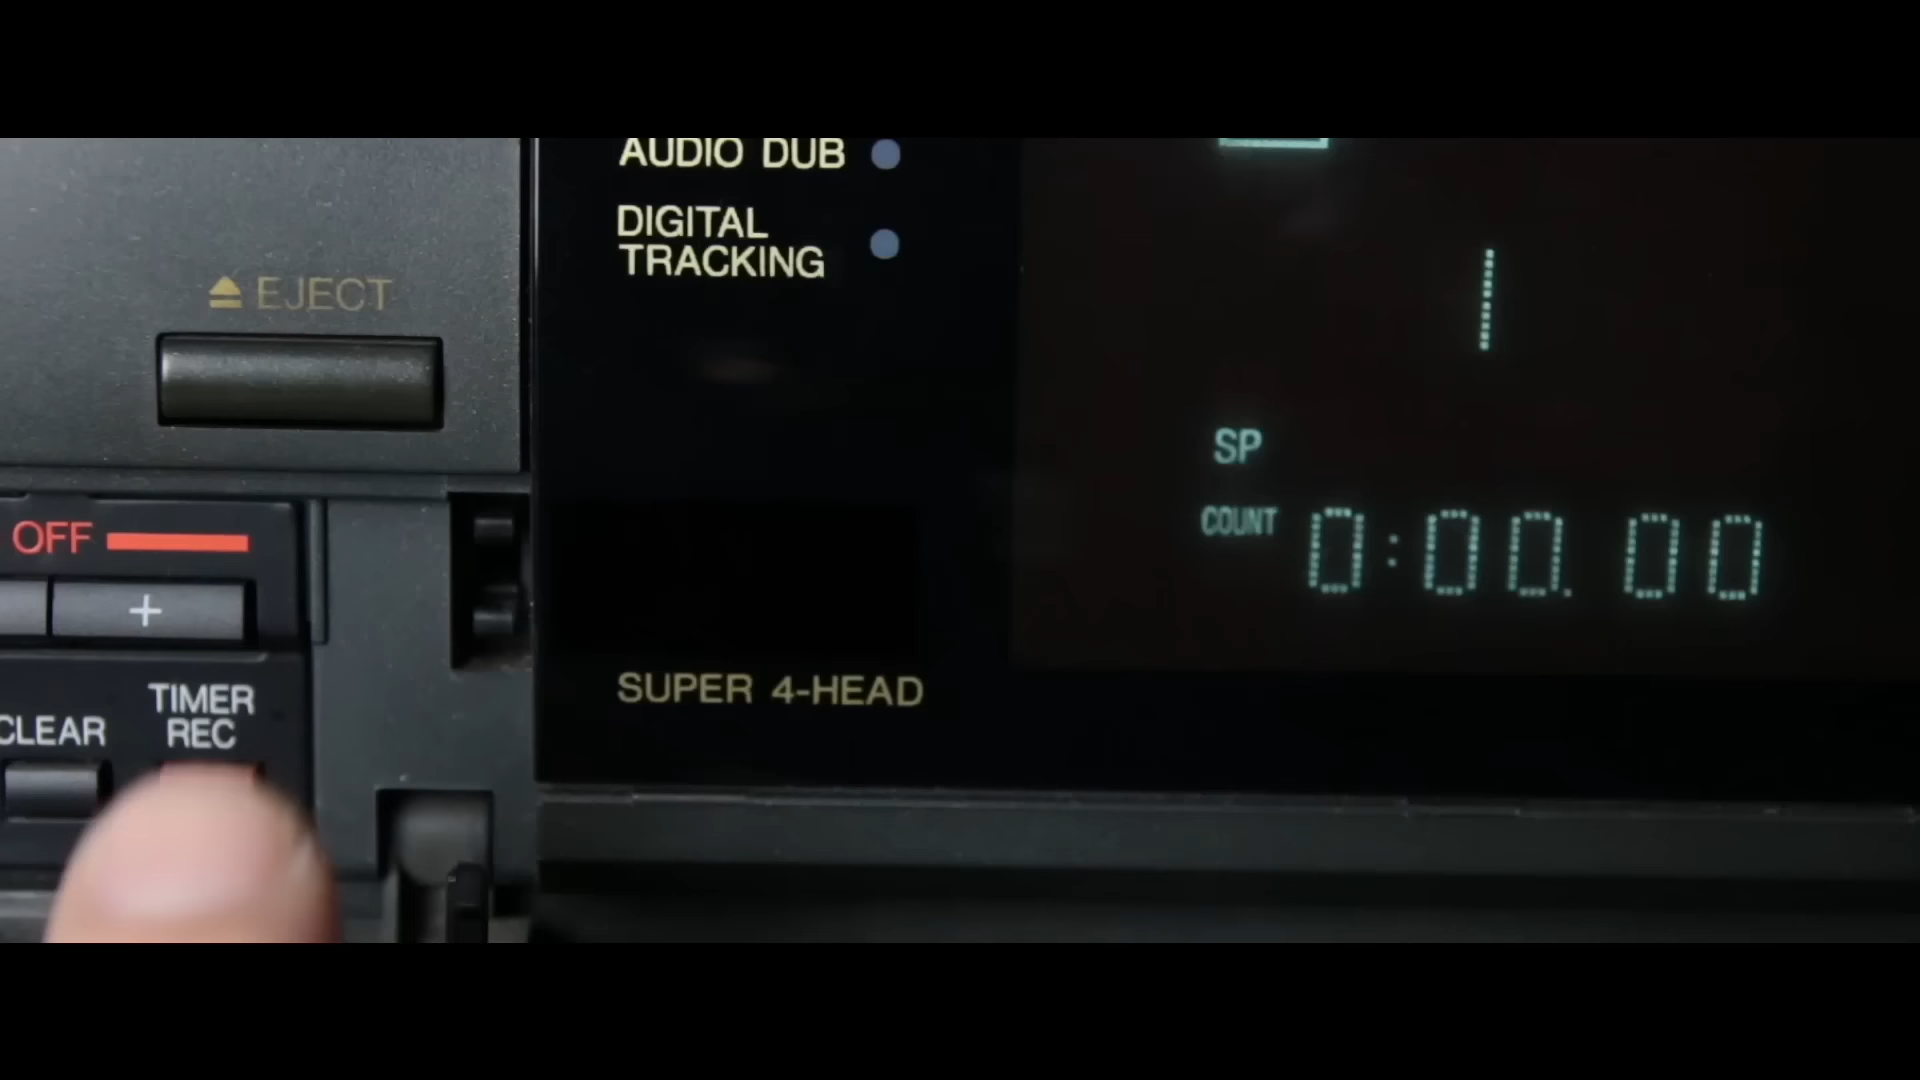 AUDIO DUB
DIGITAL
TRACKING
EJECT
SP
COUNT 0:00.00
OFF
+
TIMER
REC
CLEAR
SUPER 4-HEAD